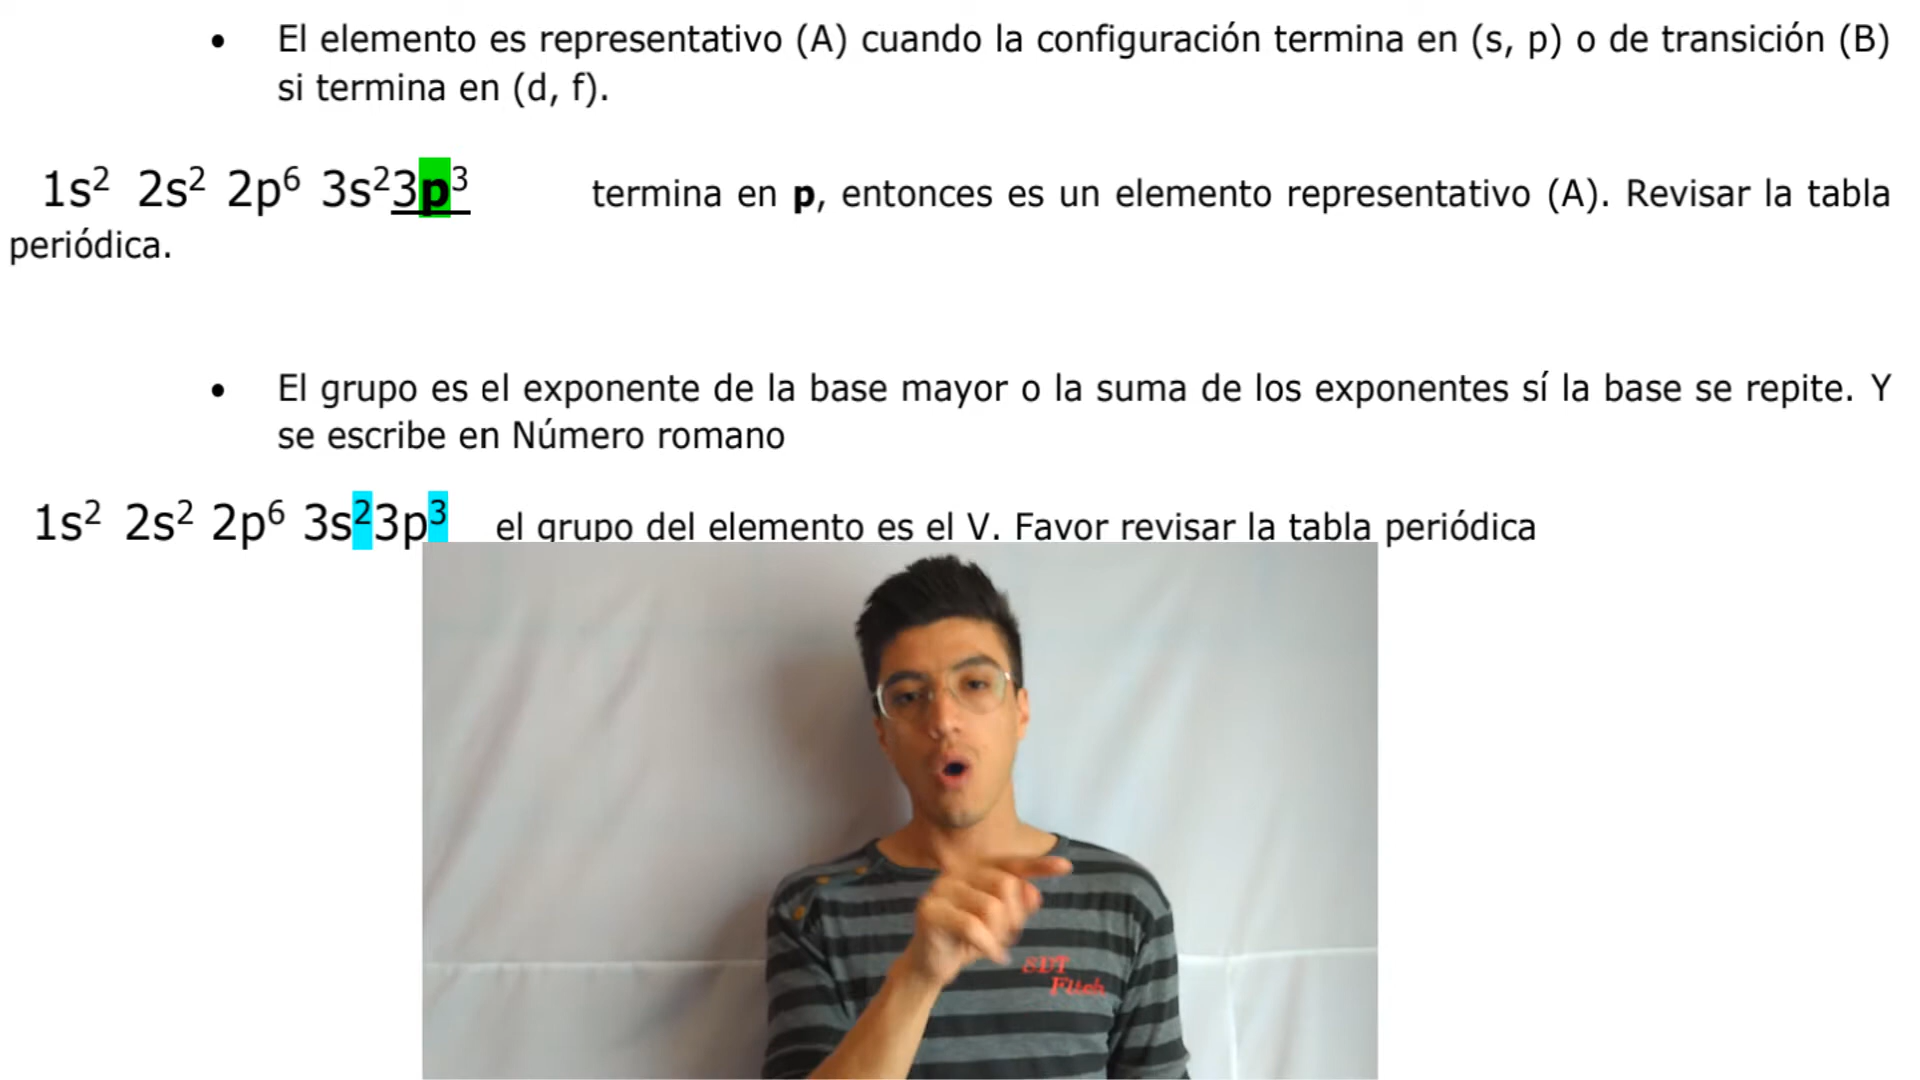 • El elemento es representativo (A) cuando la configuración termina en (s, p) o de transición (B)
si termina en (d, f).
1s² 2s² 2p⁶ 3s²3p³ termina en p, entonces es un elemento representativo (A). Revisar la tabla
periódica.
• El grupo es el exponente de la base mayor o la suma de los exponentes sí la base se repite. Y
se escribe en Número romano
1s² 2s² 2p⁶ 3s²3p³ el grupo del elemento es el V. Favor revisar la tabla periódica
SDT
Fitch